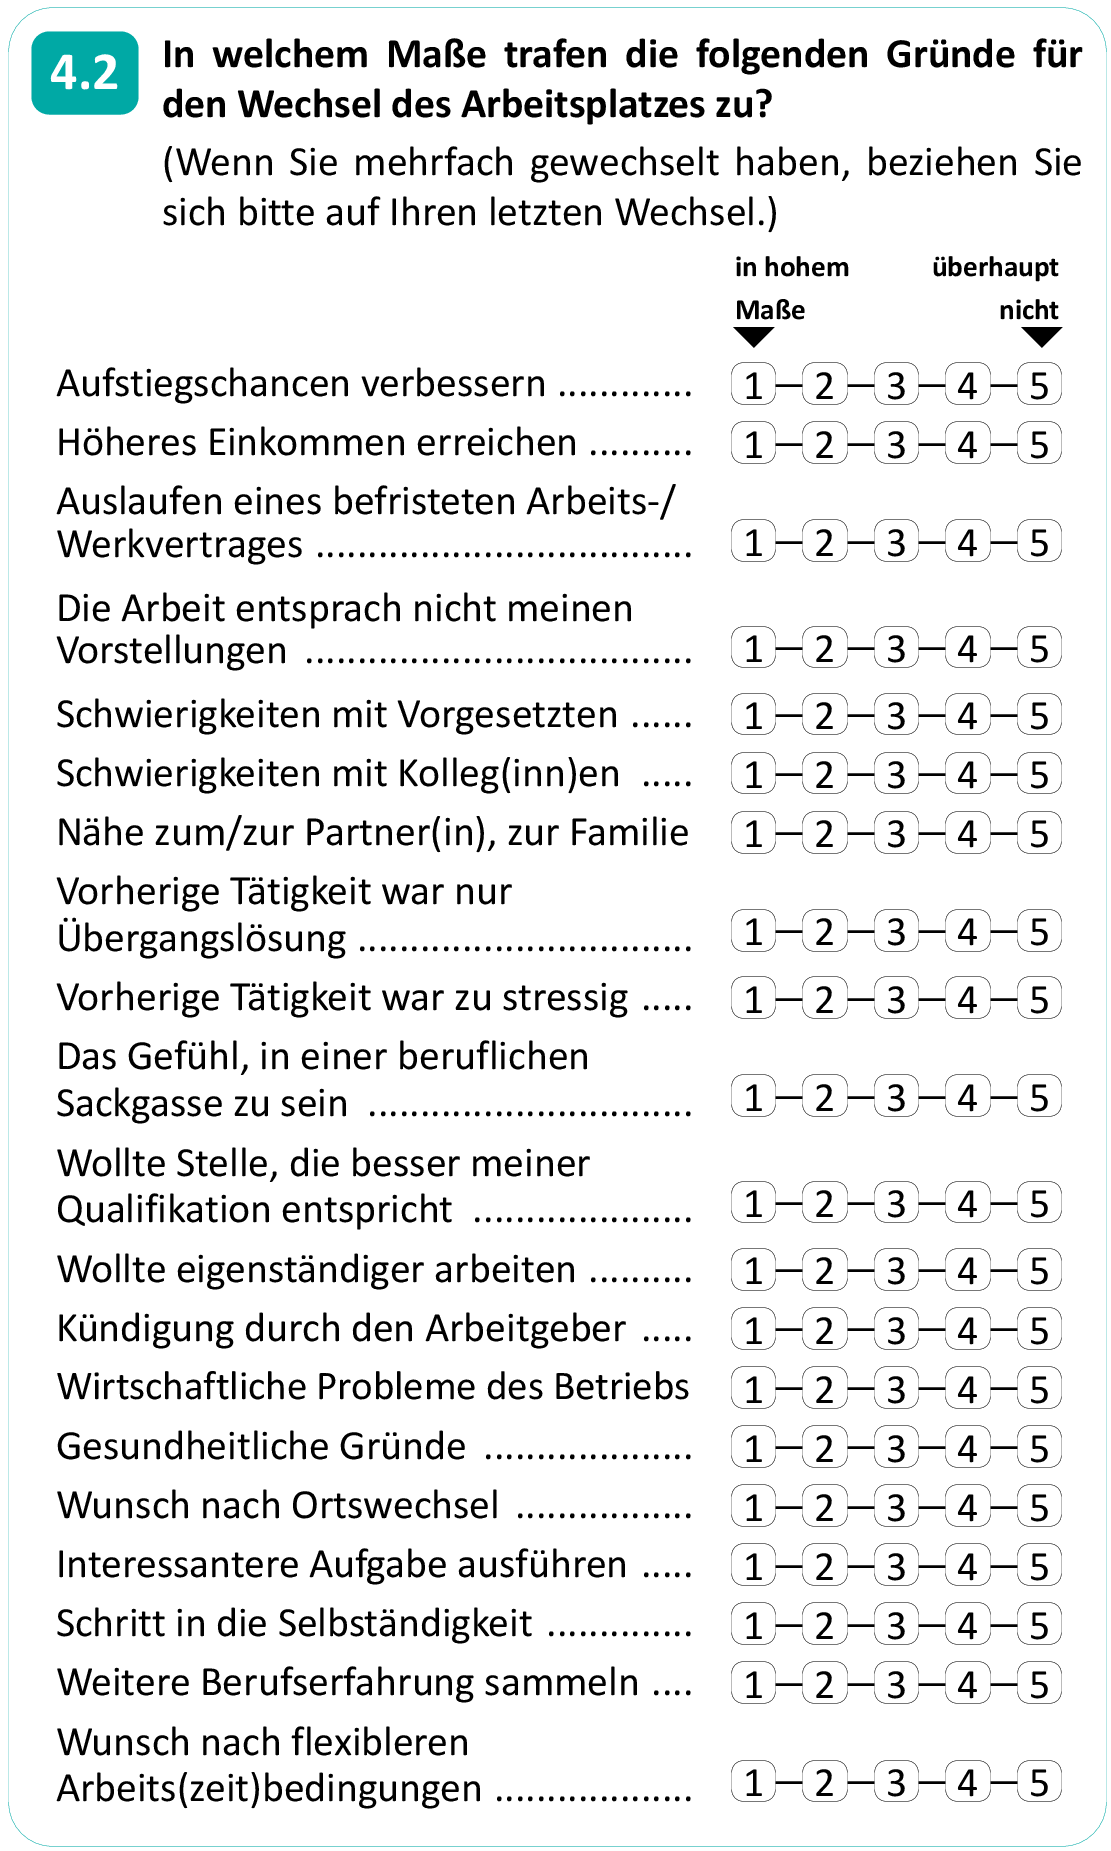 4.2 In welchem Maße trafen die folgenden Gründe für
den Wechsel des Arbeitsplatzes zu?
(Wenn Sie mehrfach gewechselt haben, beziehen Sie
sich bitte auf Ihren letzten Wechsel.)
in hohem überhaupt
Maße nicht
Aufstiegschancen verbessern ............. 1 2 3 4 5
Höheres Einkommen erreichen .......... 1 2 3 4 5
Auslaufen eines befristeten Arbeits-/
Werkvertrages .................................... 1 2 3 4 5
Die Arbeit entsprach nicht meinen
Vorstellungen ..................................... 1 2 3 4 5
Schwierigkeiten mit Vorgesetzten ...... 1 2 3 4 5
Schwierigkeiten mit Kolleg(inn)en ..... 1 2 3 4 5
Nähe zum/zur Partner(in), zur Familie 1 2 3 4 5
Vorherige Tätigkeit war nur
Übergangslösung ................................ 1 2 3 4 5
Vorherige Tätigkeit war zu stressig ..... 1 2 3 4 5
Das Gefühl, in einer beruflichen
Sackgasse zu sein ............................... 1 2 3 4 5
Wollte Stelle, die besser meiner
Qualifikation entspricht ..................... 1 2 3 4 5
Wollte eigenständiger arbeiten .......... 1 2 3 4 5
Kündigung durch den Arbeitgeber ..... 1 2 3 4 5
Wirtschaftliche Probleme des Betriebs 1 2 3 4 5
Gesundheitliche Gründe .................... 1 2 3 4 5
Wunsch nach Ortswechsel ................. 1 2 3 4 5
Interessantere Aufgabe ausführen ..... 1 2 3 4 5
Schritt in die Selbständigkeit .............. 1 2 3 4 5
Weitere Berufserfahrung sammeln .... 1 2 3 4 5
Wunsch nach flexibleren
Arbeits(zeit)bedingungen ................... 1 2 3 4 5